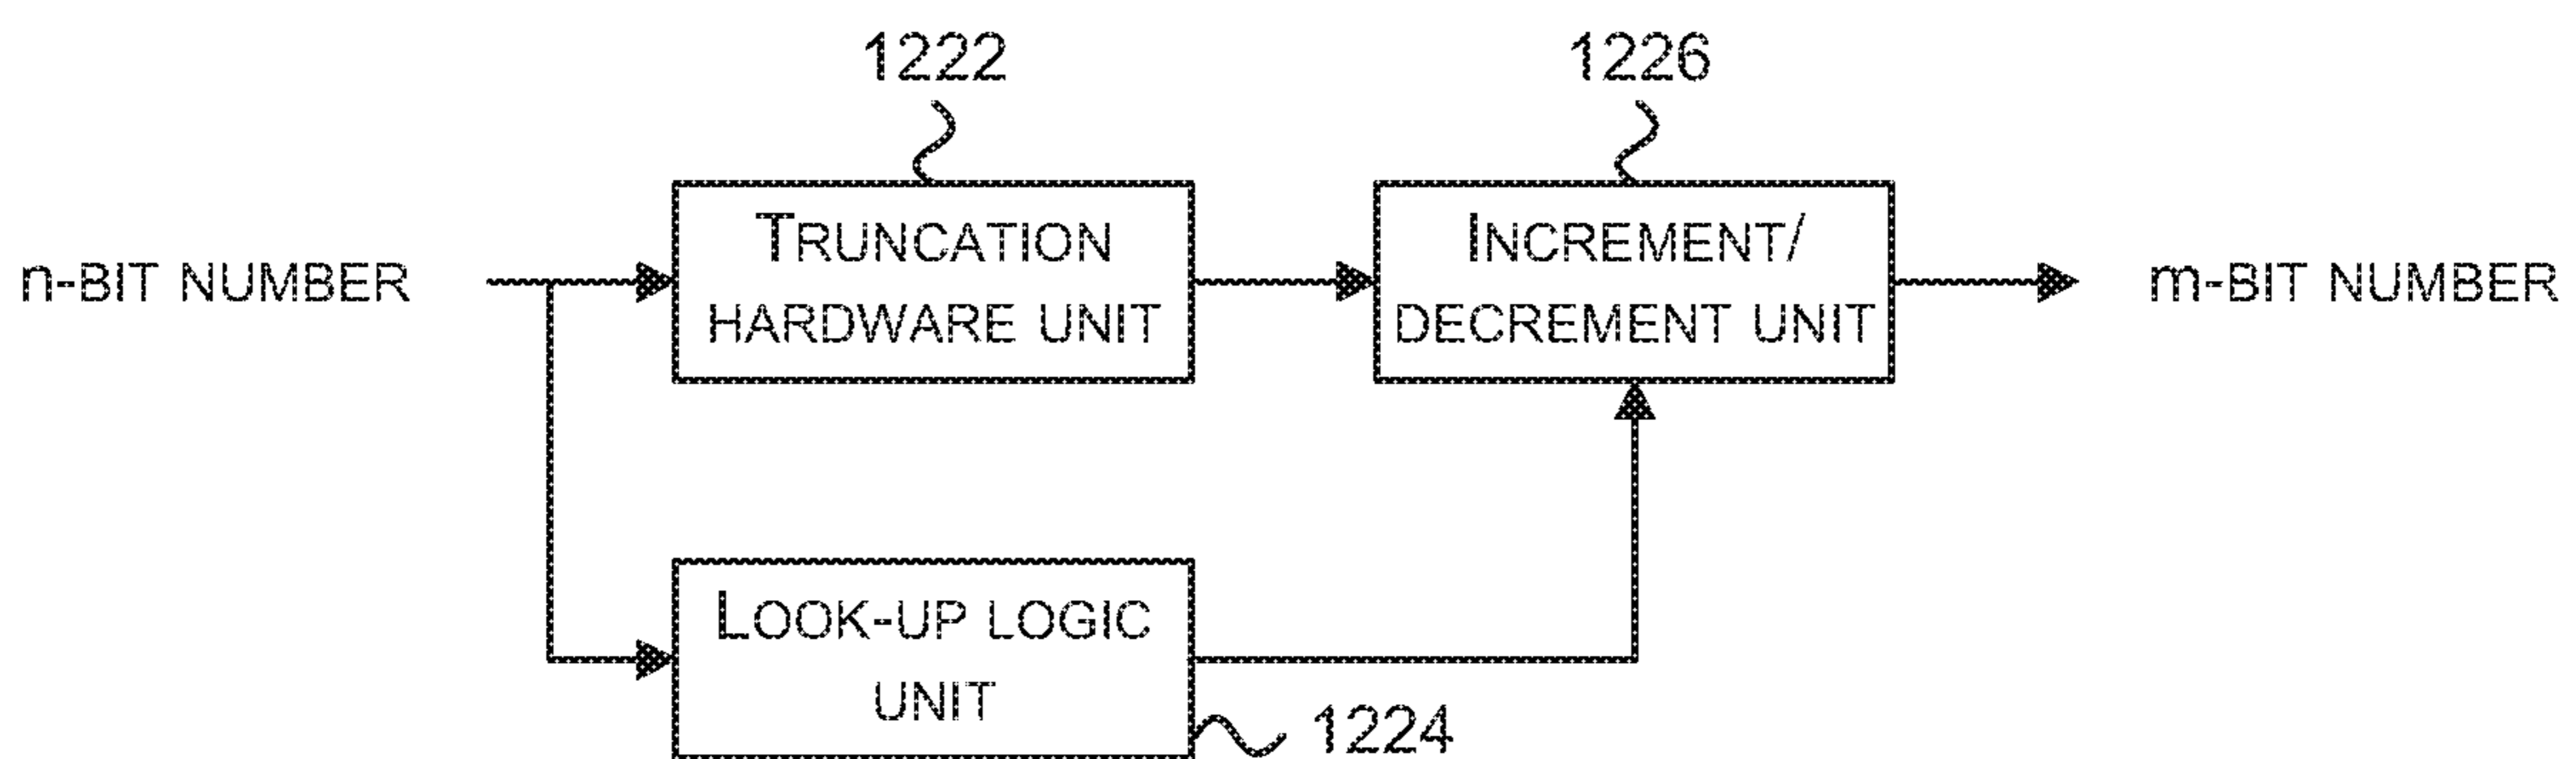 1222
1226
n-BIT NUMBER
TRUNCATION
HARDWARE UNIT
INCREMENT/
DECREMENT UNIT
m-BIT NUMBER
LOOK-UP LOGIC
UNIT
1224